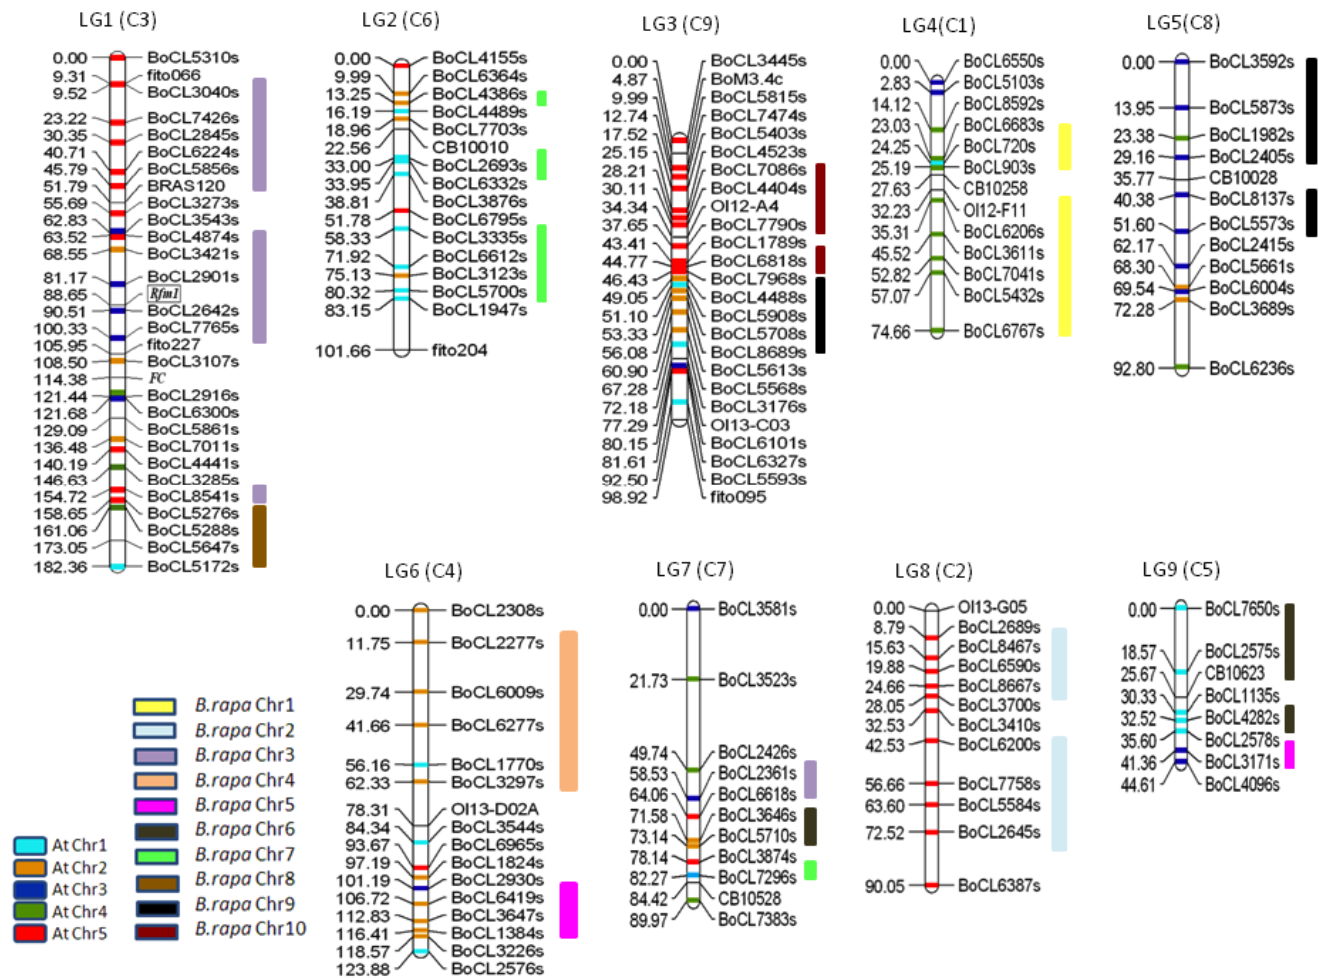 LG1 (C3)
0.00 BoCL5310s
9.31 fito066
9.52 BoCL3040s
23.22 BoCL7426s
30.35 BoCL2845s
40.71 BoCL6224s
45.79 BoCL5856s
51.79 BRAS120
55.69 BoCL3273s
62.83 BoCL3543s
63.52 BoCL4874s
68.55 BoCL3421s
81.17 BoCL2901s
88.65 Rfm1
90.51 BoCL2642s
100.33 BoCL7765s
105.95 fito227
108.50 BoCL3107s
114.38 FC
121.44 BoCL2916s
121.68 BoCL6300s
129.09 BoCL5861s
136.48 BoCL7011s
140.19 BoCL4441s
146.63 BoCL3285s
154.72 BoCL8541s
158.65 BoCL5276s
161.06 BoCL5288s
173.05 BoCL5647s
182.36 BoCL5172s
LG2 (C6)
0.00 BoCL4155s
9.99 BoCL6364s
13.25 BoCL4386s
16.19 BoCL4489s
18.96 BoCL7703s
22.56 CB10010
33.00 BoCL2693s
33.95 BoCL6332s
38.81 BoCL3876s
51.78 BoCL6795s
58.33 BoCL3335s
71.92 BoCL6612s
75.13 BoCL3123s
80.32 BoCL5700s
83.15 BoCL1947s
101.66 fito204
LG3 (C9)
0.00 BoCL3445s
4.87 BoM3.4c
9.99 BoCL5815s
12.74 BoCL7474s
17.52 BoCL5403s
25.15 BoCL4523s
28.21 BoCL7086s
30.11 BoCL4404s
34.34 Ol12-A4
37.65 BoCL7790s
43.41 BoCL1789s
44.77 BoCL6818s
46.43 BoCL7968s
49.05 BoCL4488s
51.10 BoCL5908s
53.33 BoCL5708s
56.08 BoCL8689s
60.90 BoCL5613s
67.28 BoCL5568s
72.18 BoCL3176s
77.29 Ol13-C03
80.15 BoCL6101s
81.61 BoCL6327s
92.50 BoCL5593s
98.92 fito095
LG4(C1)
0.00 BoCL6550s
2.83 BoCL5103s
14.12 BoCL8592s
23.03 BoCL6683s
24.25 BoCL720s
25.19 BoCL903s
27.63 CB10258
32.23 Ol12-F11
35.31 BoCL6206s
45.52 BoCL3611s
52.82 BoCL7041s
57.07 BoCL5432s
74.66 BoCL6767s
LG5(C8)
0.00 BoCL3592s
13.95 BoCL5873s
23.38 BoCL1982s
29.16 BoCL2405s
35.77 CB10028
40.38 BoCL8137s
51.60 BoCL5573s
62.17 BoCL2415s
68.30 BoCL5661s
69.54 BoCL6004s
72.28 BoCL3689s
92.80 BoCL6236s
LG6 (C4)
0.00 BoCL2308s
11.75 BoCL2277s
29.74 BoCL6009s
41.66 BoCL6277s
56.16 BoCL1770s
62.33 BoCL3297s
78.31 Ol13-D02A
84.34 BoCL3544s
93.67 BoCL6965s
97.19 BoCL1824s
101.19 BoCL2930s
106.72 BoCL6419s
112.83 BoCL3647s
116.41 BoCL1384s
118.57 BoCL3226s
123.88 BoCL2576s
LG7 (C7)
0.00 BoCL3581s
21.73 BoCL3523s
49.74 BoCL2426s
58.53 BoCL2361s
64.06 BoCL6618s
71.58 BoCL3646s
73.14 BoCL5710s
78.14 BoCL3874s
82.27 BoCL7296s
84.42 CB10528
89.97 BoCL7383s
LG8 (C2)
0.00 Ol13-G05
8.79 BoCL2689s
15.63 BoCL8467s
19.88 BoCL6590s
24.66 BoCL8667s
28.05 BoCL3700s
32.53 BoCL3410s
42.53 BoCL6200s
56.66 BoCL7758s
63.60 BoCL5584s
72.52 BoCL2645s
90.05 BoCL6387s
LG9 (C5)
0.00 BoCL7650s
18.57 BoCL2575s
25.67 CB10623
30.33 BoCL1135s
32.52 BoCL4282s
35.60 BoCL2578s
41.36 BoCL3171s
44.61 BoCL4096s
At Chr1
At Chr2
At Chr3
At Chr4
At Chr5
B.rapa Chr1
B.rapa Chr2
B.rapa Chr3
B.rapa Chr4
B.rapa Chr5
B.rapa Chr6
B.rapa Chr7
B.rapa Chr8
B.rapa Chr9
B.rapa Chr10